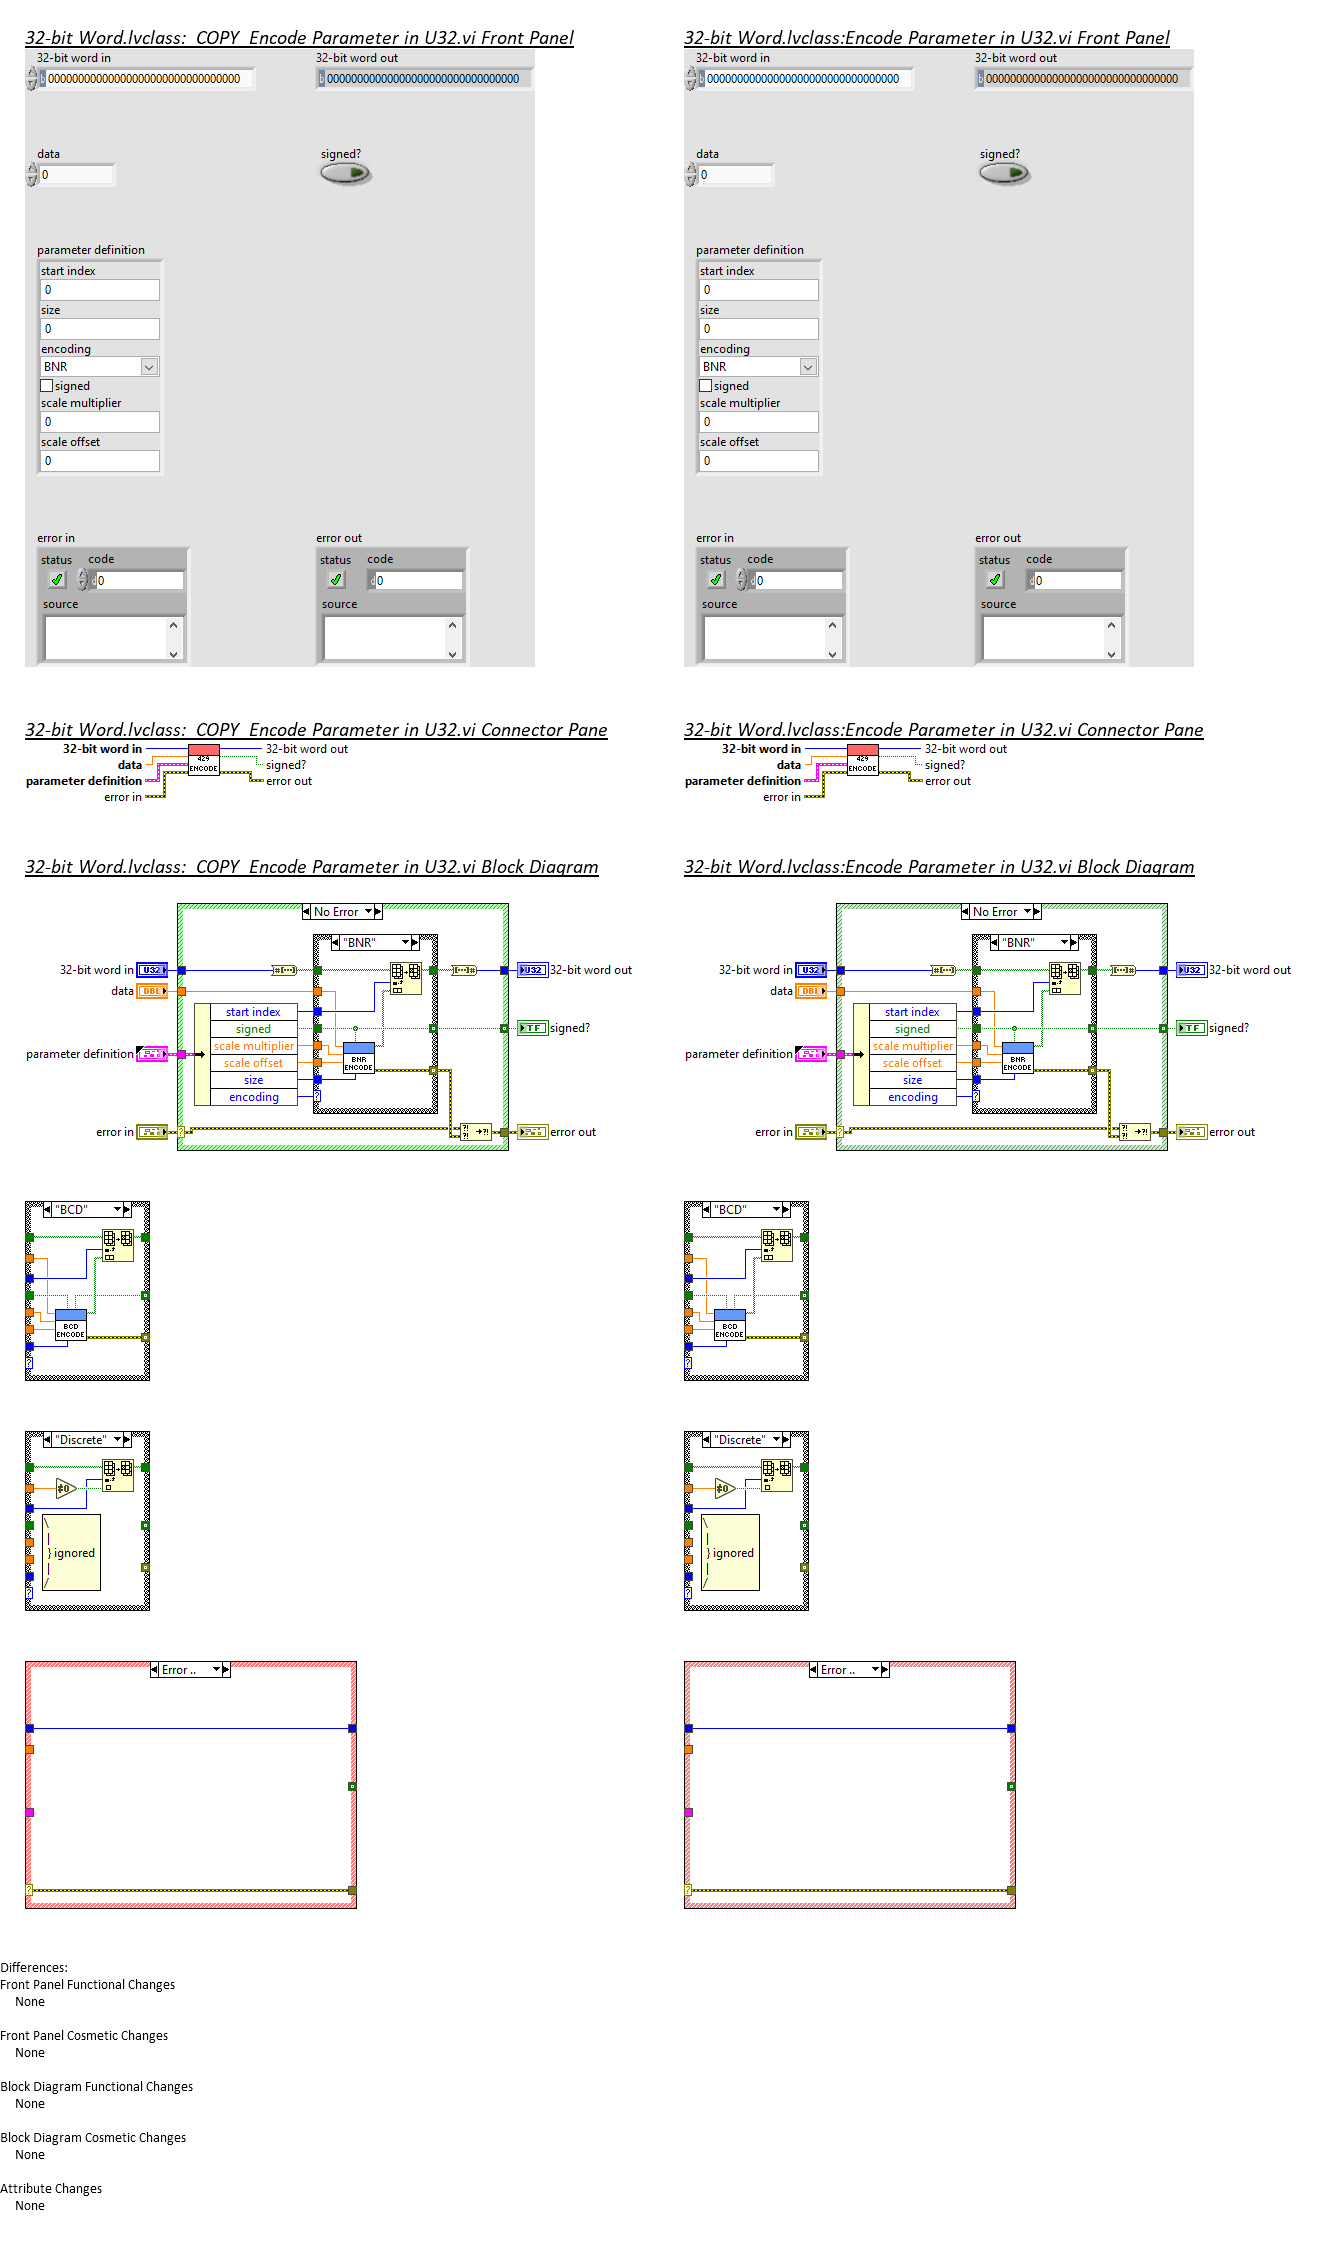 32-bit Word.lvclass:_COPY_Encode Parameter in U32.vi Front Panel
32-bit word in
32-bit word out
b 00000000000000000000000000000000
b 00000000000000000000000000000000
data
signed?
0
parameter definition
start index
0
size
0
encoding
BNR
signed
scale multiplier
0
scale offset
0
error in
error out
status code
status code
d 0
d 0
source
source
32-bit Word.lvclass:Encode Parameter in U32.vi Front Panel
32-bit word in
32-bit word out
b 00000000000000000000000000000000
b 00000000000000000000000000000000
data
signed?
0
parameter definition
start index
0
size
0
encoding
BNR
signed
scale multiplier
0
scale offset
0
error in
error out
status code
status code
d 0
d 0
source
source
32-bit Word.lvclass:_COPY_Encode Parameter in U32.vi Connector Pane
32-bit word in
32-bit word out
data
signed?
parameter definition
error out
error in
429
ENCODE
32-bit Word.lvclass:Encode Parameter in U32.vi Connector Pane
32-bit word in
32-bit word out
data
signed?
parameter definition
error out
error in
429
ENCODE
32-bit Word.lvclass:_COPY_Encode Parameter in U32.vi Block Diagram
No Error
"BNR"
32-bit word in
U32
U32
32-bit word out
data
DBL
start index
signed
TF
signed?
scale multiplier
parameter definition
scale offset
BNR
ENCODE
size
encoding
error in
error out
32-bit Word.lvclass:Encode Parameter in U32.vi Block Diagram
No Error
"BNR"
32-bit word in
U32
U32
32-bit word out
data
DBL
start index
signed
TF
signed?
scale multiplier
parameter definition
scale offset
BNR
ENCODE
size
encoding
error in
error out
"BCD"
BCD
ENCODE
"BCD"
BCD
ENCODE
"Discrete"
≠0
\
|
} ignored
|
/
"Discrete"
≠0
\
|
} ignored
|
/
Error ..
Error ..
Differences:
Front Panel Functional Changes
None
Front Panel Cosmetic Changes
None
Block Diagram Functional Changes
None
Block Diagram Cosmetic Changes
None
Attribute Changes
None